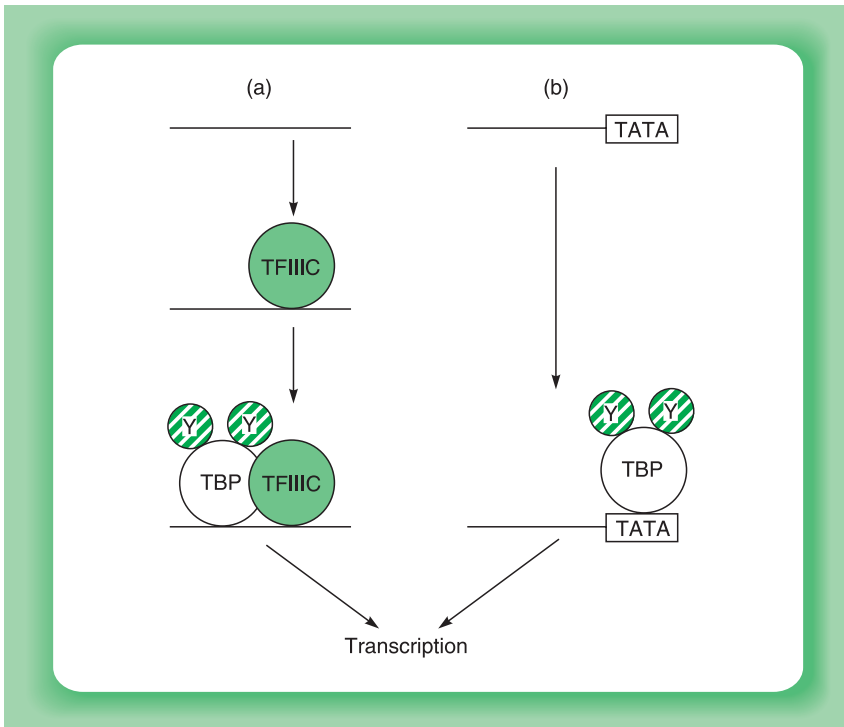 (a)
(b)
TATA
TFIIIC
Y
Y
TBP
TFIIIC
Y
Y
TBP
TATA
Transcription